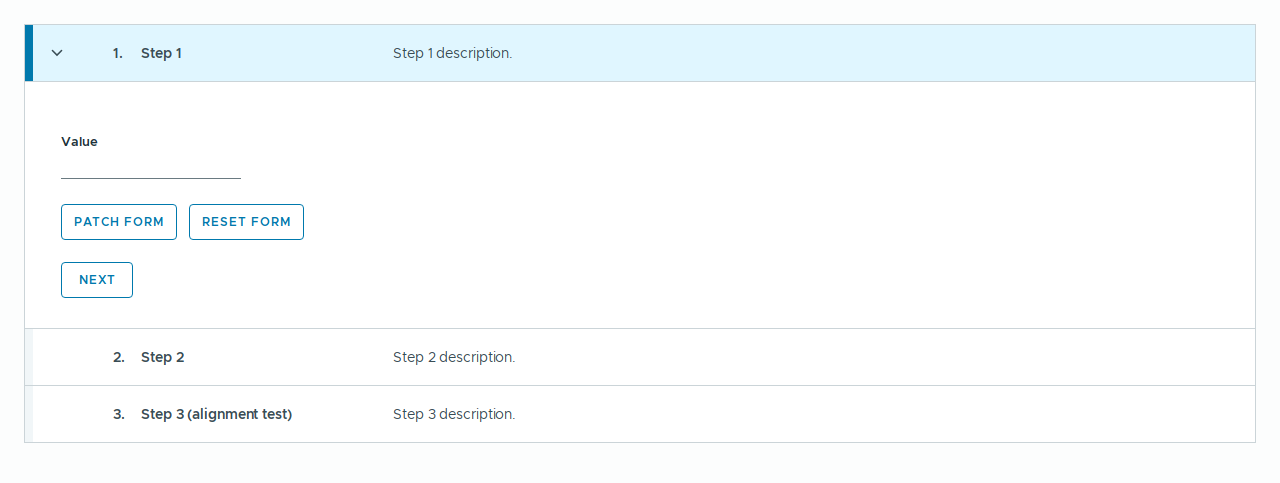 1. Step 1 Step 1 description.
Value
PATCH FORM RESET FORM
NEXT
2. Step 2 Step 2 description.
3. Step 3 (alignment test) Step 3 description.